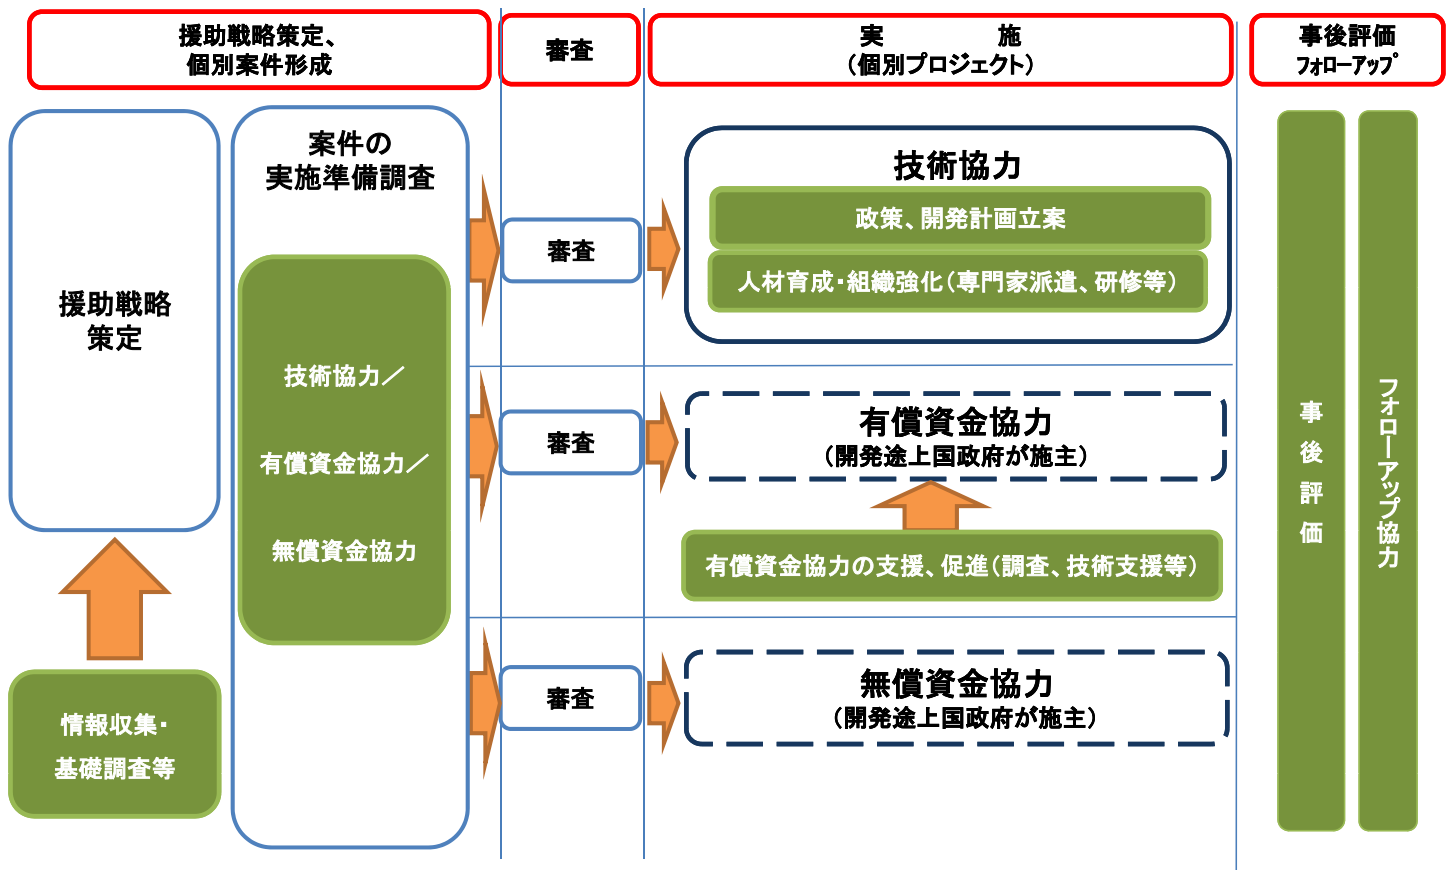 援助戦略策定、
個別案件形成
審査
実　　　　施
（個別プロジェクト）
事後評価
フォローアップ
援助戦略
策定
情報収集・
基礎調査等
案件の
実施準備調査
技術協力／
有償資金協力／
無償資金協力
審査
技術協力
政策、開発計画立案
人材育成・組織強化（専門家派遣、研修等）
審査
有償資金協力
（開発途上国政府が施主）
有償資金協力の支援、促進（調査、技術支援等）
審査
無償資金協力
（開発途上国政府が施主）
事後評価
フォローアップ協力